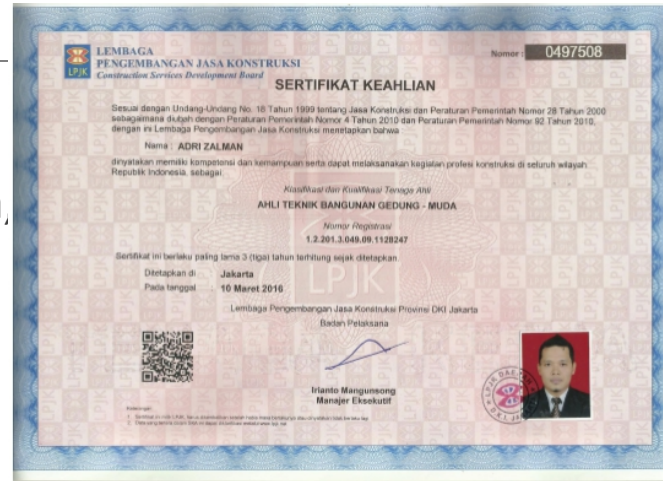 LEMBAGA
PENGEMBANGAN JASA KONSTRUKSI
Construction Services Development Board
LPJK
Nomor : 0497508
SERTIFIKAT KEAHLIAN
Sesuai dengan Undang-Undang No. 18 Tahun 1999 tentang Jasa Konstruksi dan Peraturan Pemerintah Nomor 28 Tahun 2000
sebagaimana diubah dengan Peraturan Pemerintah Nomor 4 Tahun 2010 dan Peraturan Pemerintah Nomor 92 Tahun 2010,
dengan ini Lembaga Pengembangan Jasa Konstruksi menetapkan bahwa :
Nama : ADRI ZALMAN
dinyatakan memiliki kompetensi dan kemampuan serta dapat melaksanakan kegiatan profesi konstruksi di seluruh wilayah
Republik Indonesia, sebagai:
Klasifikasi dan Kualifikasi Tenaga Ahli
AHLI TEKNIK BANGUNAN GEDUNG - MUDA
Nomor Registrasi
1.2.201.3.049.09.1128247
Sertifikat ini berlaku paling lama 3 (tiga) tahun terhitung sejak ditetapkan.
Ditetapkan di : Jakarta
Pada tanggal : 10 Maret 2016
Lembaga Pengembangan Jasa Konstruksi Provinsi DKI Jakarta
Badan Pelaksana
Irianto Mangunsong
Manajer Eksekutif